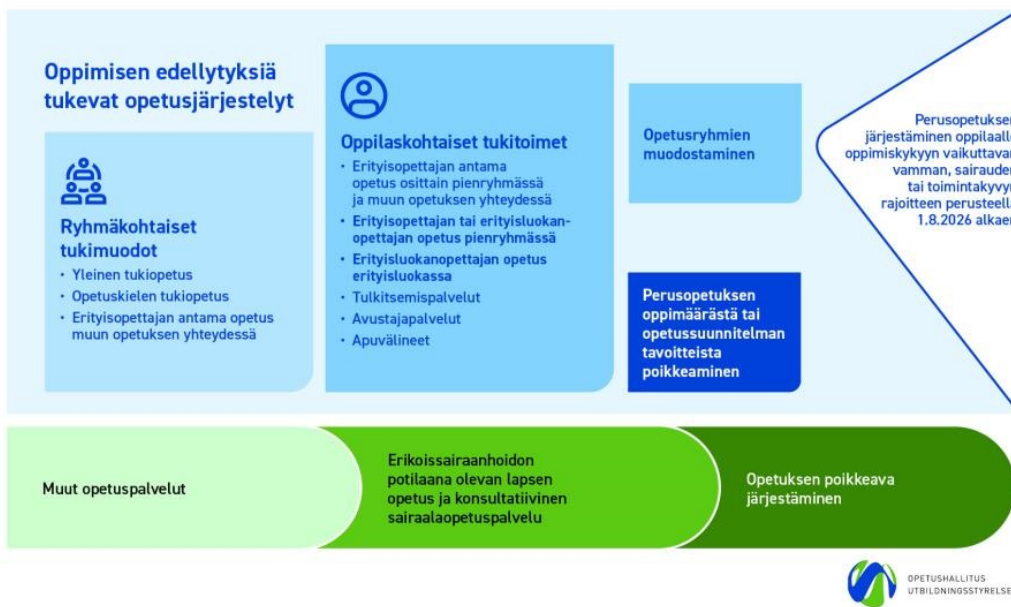 Oppimisen edellytyksiä
tukevat opetusjärjestelyt
Ryhmäkohtaiset
tukimuodot
• Yleinen tukiopetus
• Opetuskielen tukiopetus
• Erityisopettajan antama opetus
muun opetuksen yhteydessä
Oppilaskohtaiset tukitoimet
• Erityisopettajan antama
opetus osittain pienryhmässä
ja muun opetuksen yhteydessä
• Erityisopettajan tai erityisluokan-
opettajan opetus pienryhmässä
• Erityisluokanopettajan opetus
erityisluokassa
• Tulkitsemispalvelut
• Avustajapalvelut
• Apuvälineet
Opetusryhmien
muodostaminen
Perusopetuksen
oppimäärästä tai
opetussuunnitelman
tavoitteista
poikkeaminen
Perusopetuksen
järjestäminen oppilaall
oppimiskykyyn vaikuttava
vamman, sairauden
tai toimintakyvyn
rajoitteen perusteella
1.8.2026 alkaen
Muut opetuspalvelut
Erikoissairaanhoidon
potilaana olevan lapsen
opetus ja konsultatiivinen
sairaalaopetuspalvelu
Opetuksen poikkeava
järjestäminen
OPETUSHALLITUS
UTBILDNINGSSTYRELSE